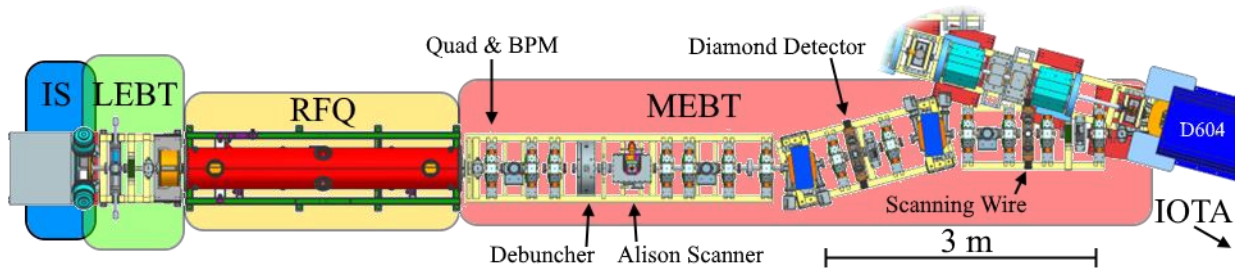 Quad & BPM
Diamond Detector
IS
LEBT
RFQ
MEBT
D604
Debuncher
Alison Scanner
Scanning Wire
IOTA
3 m